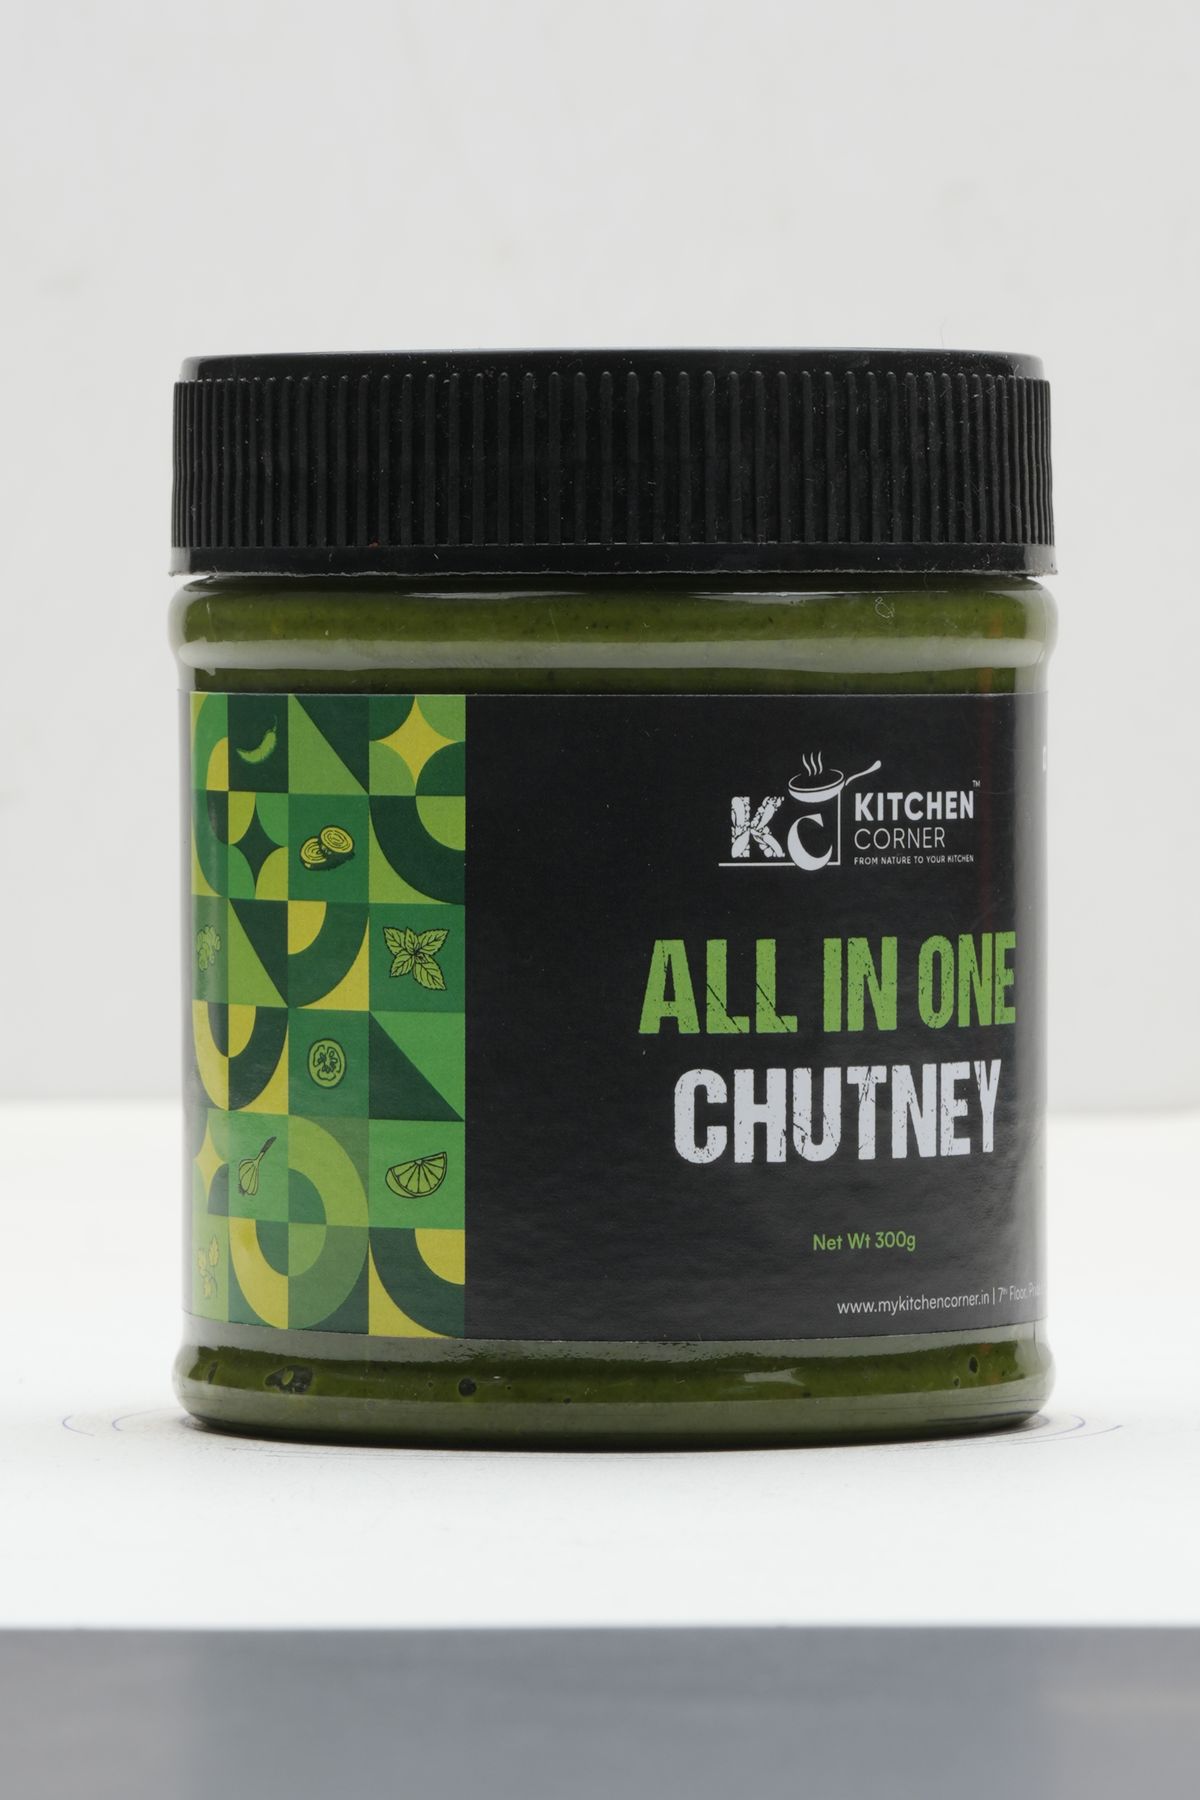 KC
KITCHEN™
CORNER
FROM NATURE TO YOUR KITCHEN
ALL IN ONE
CHUTNEY
Net Wt 300g
www.mykitchencorner.in | 7th Floor,